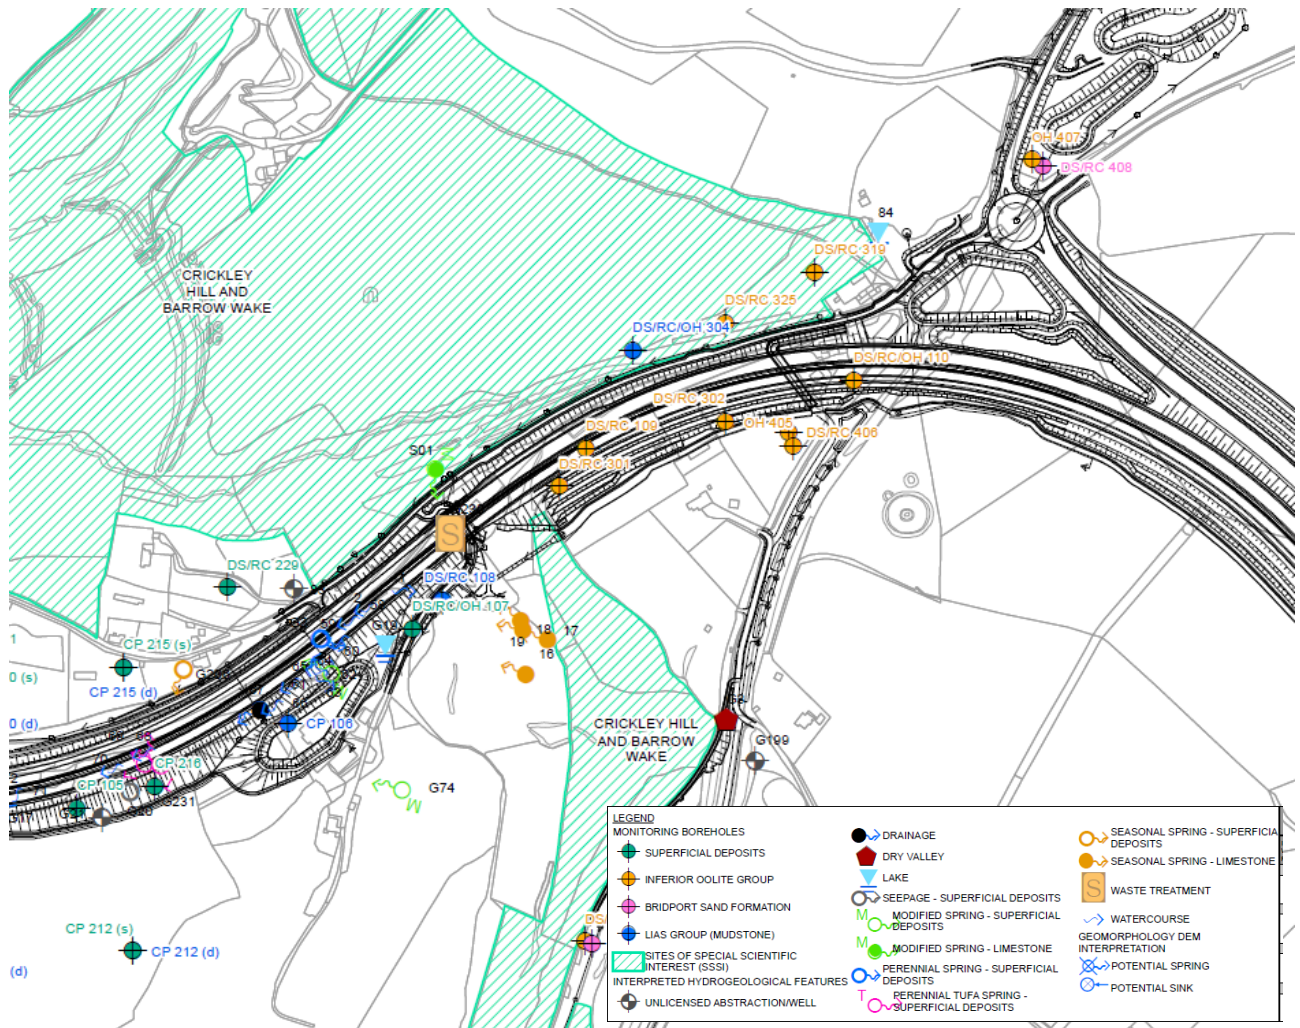 OH 407
DS/RC 408
84
DS/RC 319
CRICKLEY
HILL AND
BARROW WAKE
DS/RC 325
DS/RC/OH 304
DS/RC/OH 110
DS/RC 302
OH 405
DS/RC 406
DS/RC 109
S01
DS/RC 301
S
DS/RC 229
DS/RC 108
DS/RC/OH 107
18
17
19
16
CP 215 (s)
0 (s)
CP 215 (d)
0 (d)
CP 106
CRICKLEY HILL
AND BARROW
WAKE
G199
CP 216
CP 105
G231
G74
M
CP 212 (s)
CP 212 (d)
(d)
LEGEND
MONITORING BOREHOLES
SUPERFICIAL DEPOSITS
INFERIOR OOLITE GROUP
BRIDPORT SAND FORMATION
LIAS GROUP (MUDSTONE)
SITES OF SPECIAL SCIENTIFIC
INTEREST (SSSI)
INTERPRETED HYDROGEOLOGICAL FEATURES
UNLICENSED ABSTRACTION/WELL
DRAINAGE
DRY VALLEY
LAKE
SEEPAGE - SUPERFICIAL DEPOSITS
M
MODIFIED SPRING - SUPERFICIAL
DEPOSITS
M
MODIFIED SPRING - LIMESTONE
PERENNIAL SPRING - SUPERFICIAL
DEPOSITS
T
PERENNIAL TUFA SPRING -
SUPERFICIAL DEPOSITS
SEASONAL SPRING - SUPERFICIA
DEPOSITS
SEASONAL SPRING - LIMESTONE
S
WASTE TREATMENT
WATERCOURSE
GEOMORPHOLOGY DEM
INTERPRETATION
POTENTIAL SPRING
POTENTIAL SINK